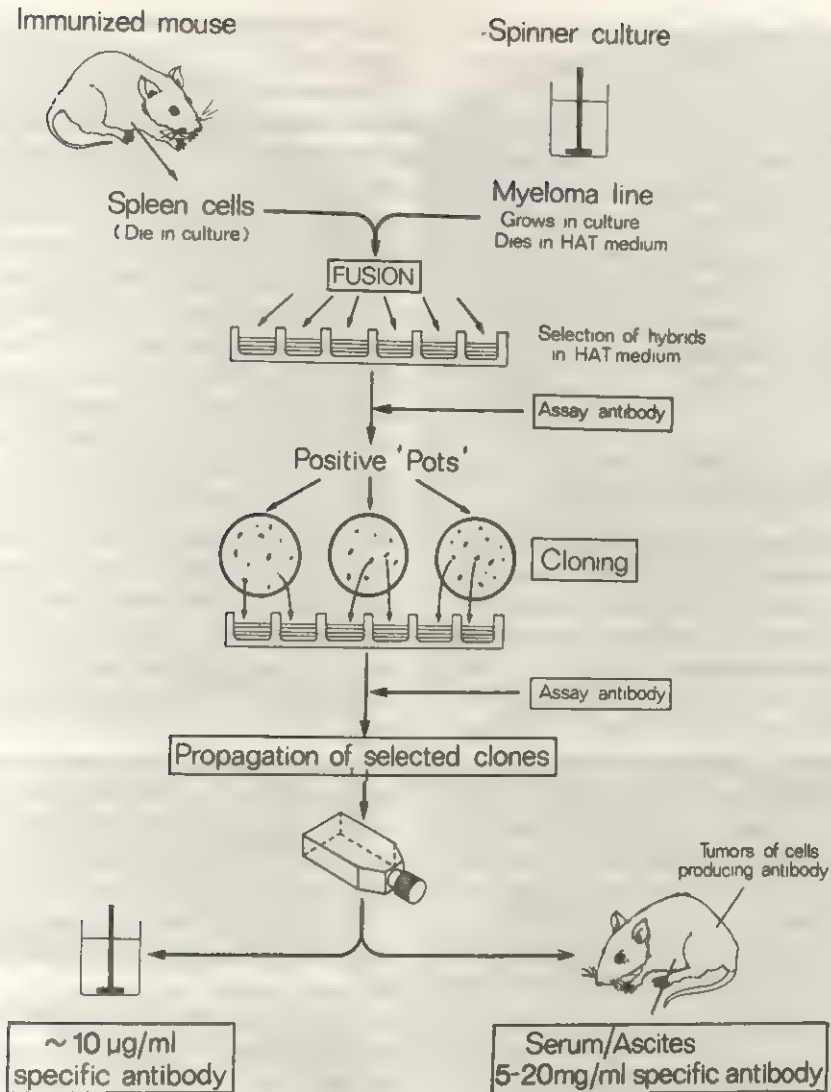 Immunized mouse
Spinner culture
Spleen cells
(Die in culture)
Myeloma line
Grows in culture
Dies in HAT medium
FUSION
Selection of hybrids
in HAT medium
Assay antibody
Positive 'Pots'
Cloning
Assay antibody
Propagation of selected clones
Tumors of cells
producing antibody
~ 10 µg/ml
specific antibody
Serum/Ascites
5-20mg/ml specific antibody